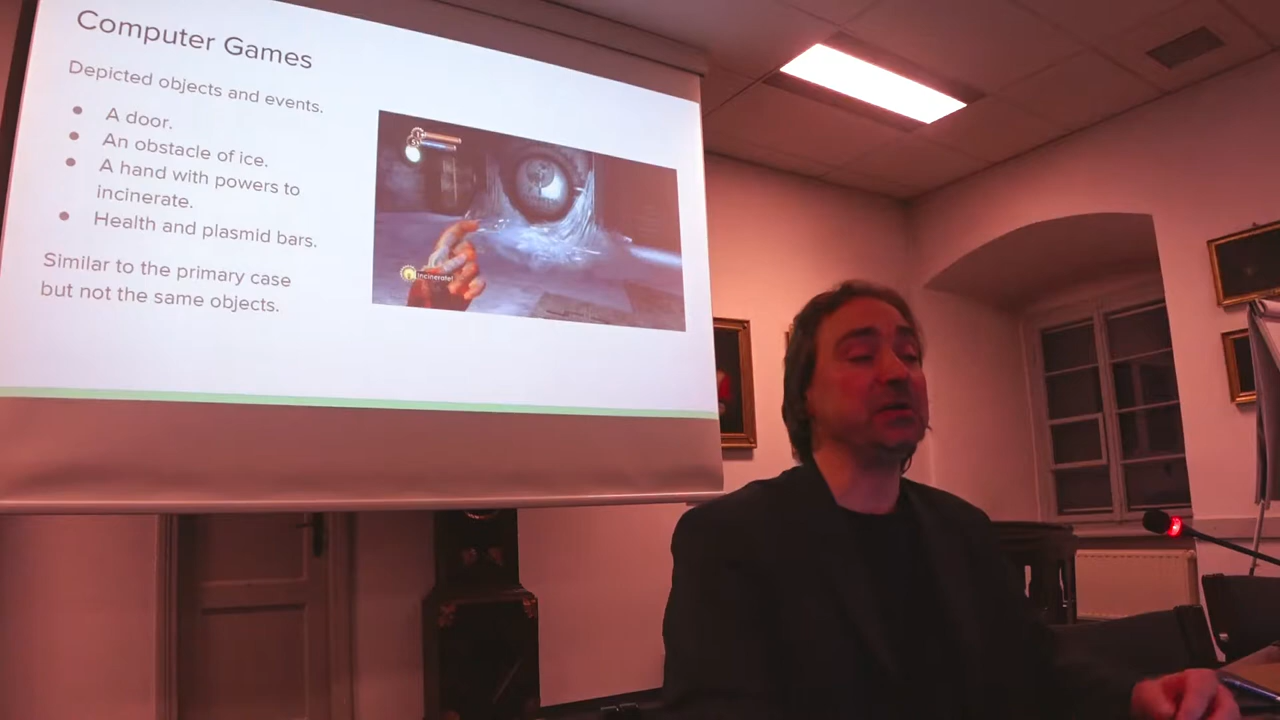 Computer Games
Depicted objects and events.
● A door.
● An obstacle of ice.
● A hand with powers to
incinerate.
● Health and plasmid bars.
Similar to the primary case
but not the same objects.
Incinerate!